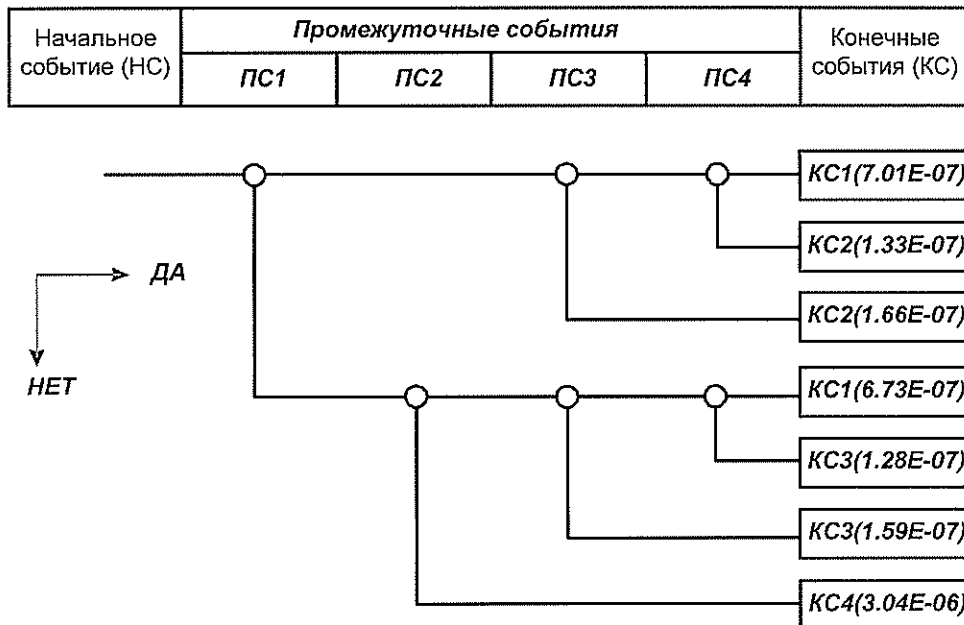 Начальное
событие (НС)
Промежуточные события
ПС1
ПС2
ПС3
ПС4
Конечные
события (КС)
КС1(7.01E-07)
КС2(1.33E-07)
ДА
КС2(1.66E-07)
НЕТ
КС1(6.73E-07)
КС3(1.28E-07)
КС3(1.59E-07)
КС4(3.04E-06)